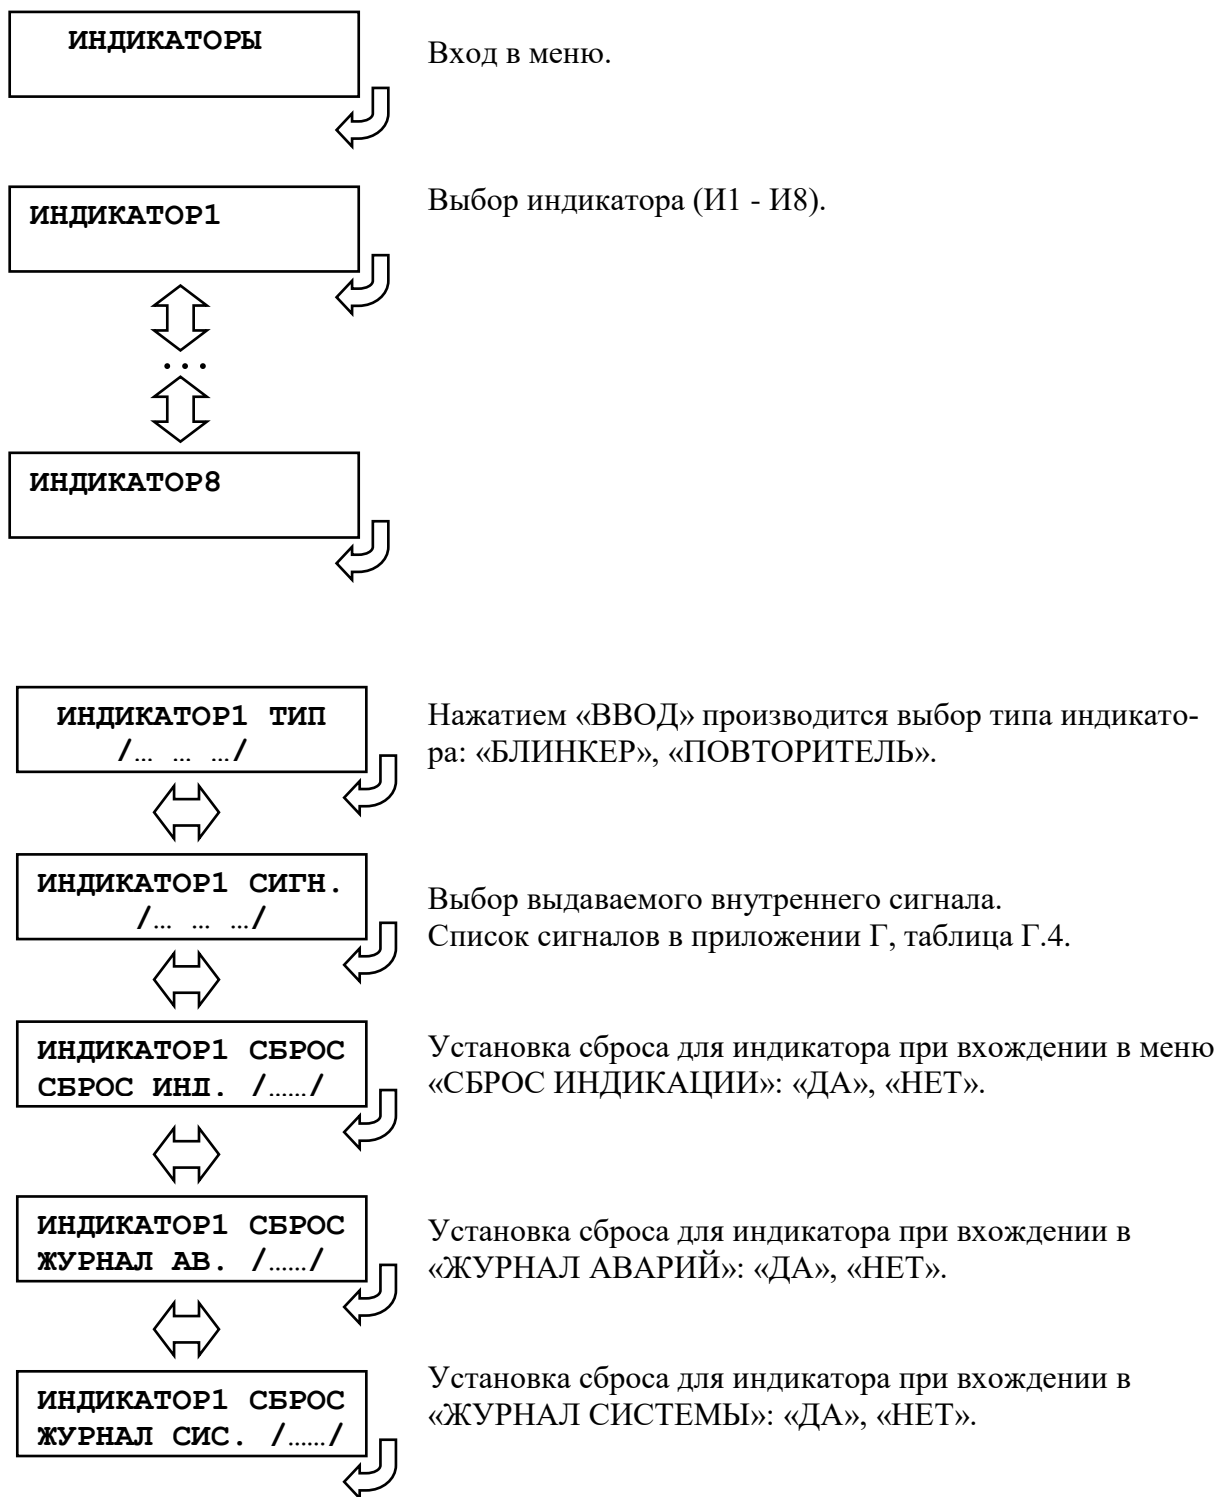 ИНДИКАТОРЫ
Вход в меню.
ИНДИКАТОР1
Выбор индикатора (И1 - И8).
...
ИНДИКАТОР8
ИНДИКАТОР1 ТИП
/… … …/
Нажатием «ВВОД» производится выбор типа индикато-
ра: «БЛИНКЕР», «ПОВТОРИТЕЛЬ».
ИНДИКАТОР1 СИГН.
/… … …/
Выбор выдаваемого внутреннего сигнала.
Список сигналов в приложении Г, таблица Г.4.
ИНДИКАТОР1 СБРОС
СБРОС ИНД. /……/
Установка сброса для индикатора при вхождении в меню
«СБРОС ИНДИКАЦИИ»: «ДА», «НЕТ».
ИНДИКАТОР1 СБРОС
ЖУРНАЛ АВ. /……/
Установка сброса для индикатора при вхождении в
«ЖУРНАЛ АВАРИЙ»: «ДА», «НЕТ».
ИНДИКАТОР1 СБРОС
ЖУРНАЛ СИС. /……/
Установка сброса для индикатора при вхождении в
«ЖУРНАЛ СИСТЕМЫ»: «ДА», «НЕТ».